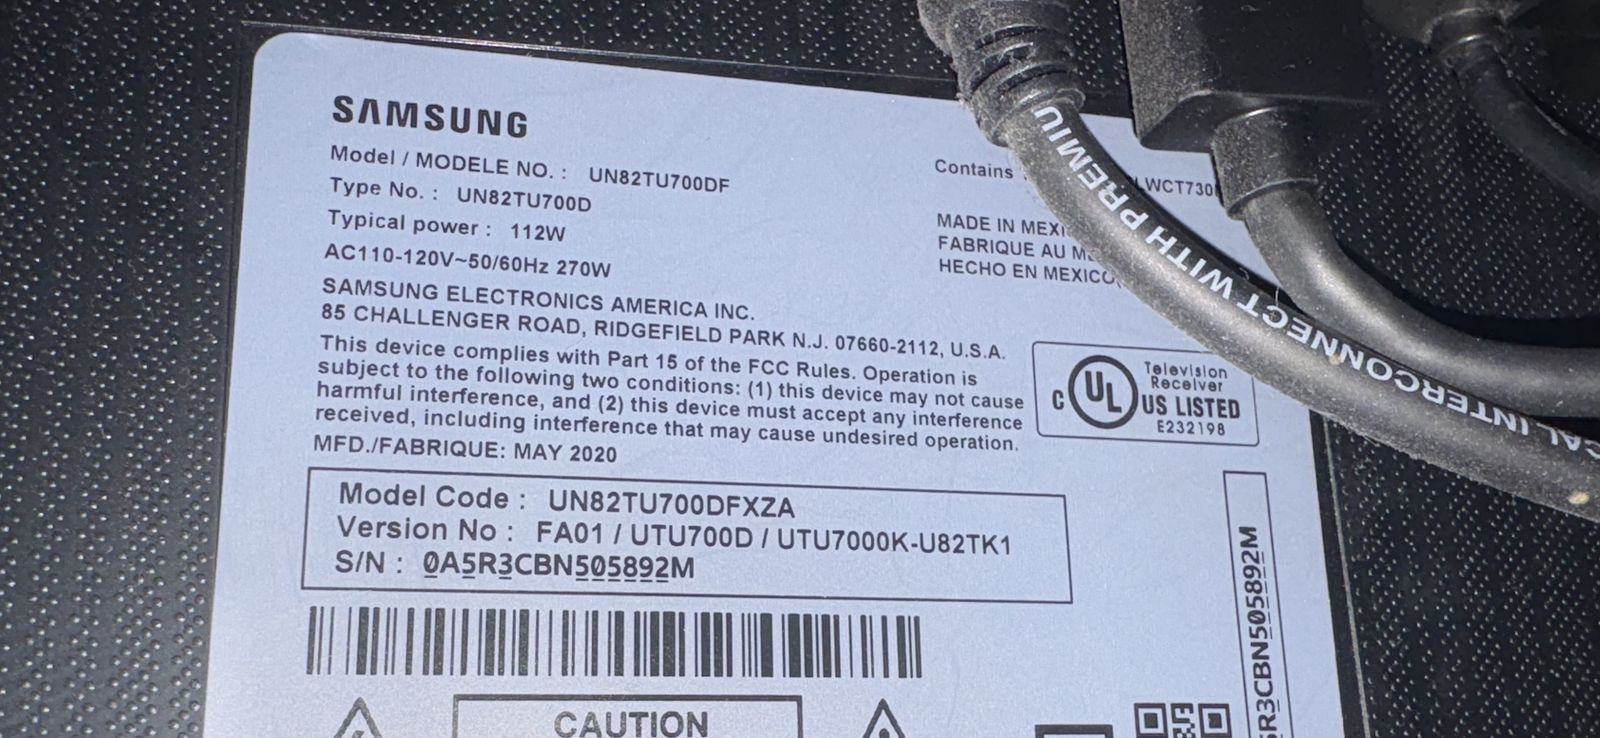 SAMSUNG
Model / MODELE NO. : UN82TU700DF
Type No. : UN82TU700D
Typical power : 112W
AC110-120V~50/60Hz 270W
SAMSUNG ELECTRONICS AMERICA INC.
85 CHALLENGER ROAD, RIDGEFIELD PARK N.J. 07660-2112, U.S.A.
This device complies with Part 15 of the FCC Rules. Operation is
subject to the following two conditions: (1) this device may not cause
harmful interference, and (2) this device must accept any interference
received, including interference that may cause undesired operation.
MFD./FABRIQUE: MAY 2020
Contains
MADE IN
FABRIQUE AU
HECHO EN MEXICO
C UL US LISTED
Television
Receiver
E232198
Model Code : UN82TU700DFXZA
Version No : FA01 / UTU700D / UTU7000K-U82TK1
S/N : 0A5R3CBN505892M
CAUTION
5R3CBN505892M
INTERCONNECT WITH PREMIU